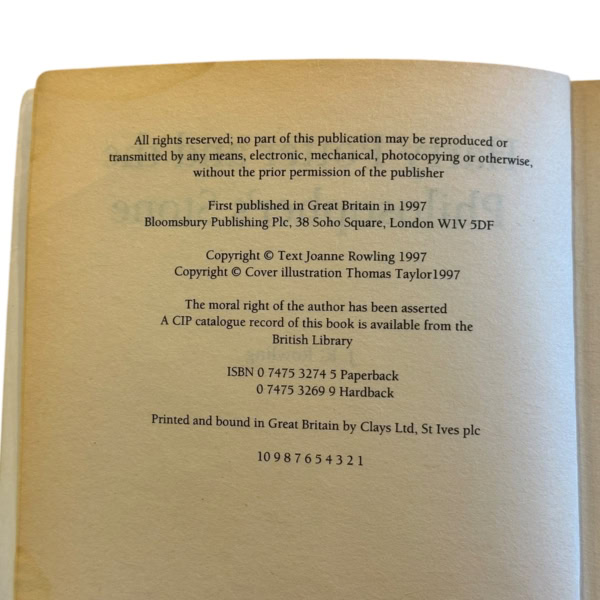 All rights reserved; no part of this publication may be reproduced or
transmitted by any means, electronic, mechanical, photocopying or otherwise,
without the prior permission of the publisher
First published in Great Britain in 1997
Bloomsbury Publishing Plc, 38 Soho Square, London W1V 5DF
Copyright © Text Joanne Rowling 1997
Copyright © Cover illustration Thomas Taylor1997
The moral right of the author has been asserted
A CIP catalogue record of this book is available from the
British Library
ISBN 0 7475 3274 5 Paperback
0 7475 3269 9 Hardback
Printed and bound in Great Britain by Clays Ltd, St Ives plc
10 9 8 7 6 5 4 3 2 1